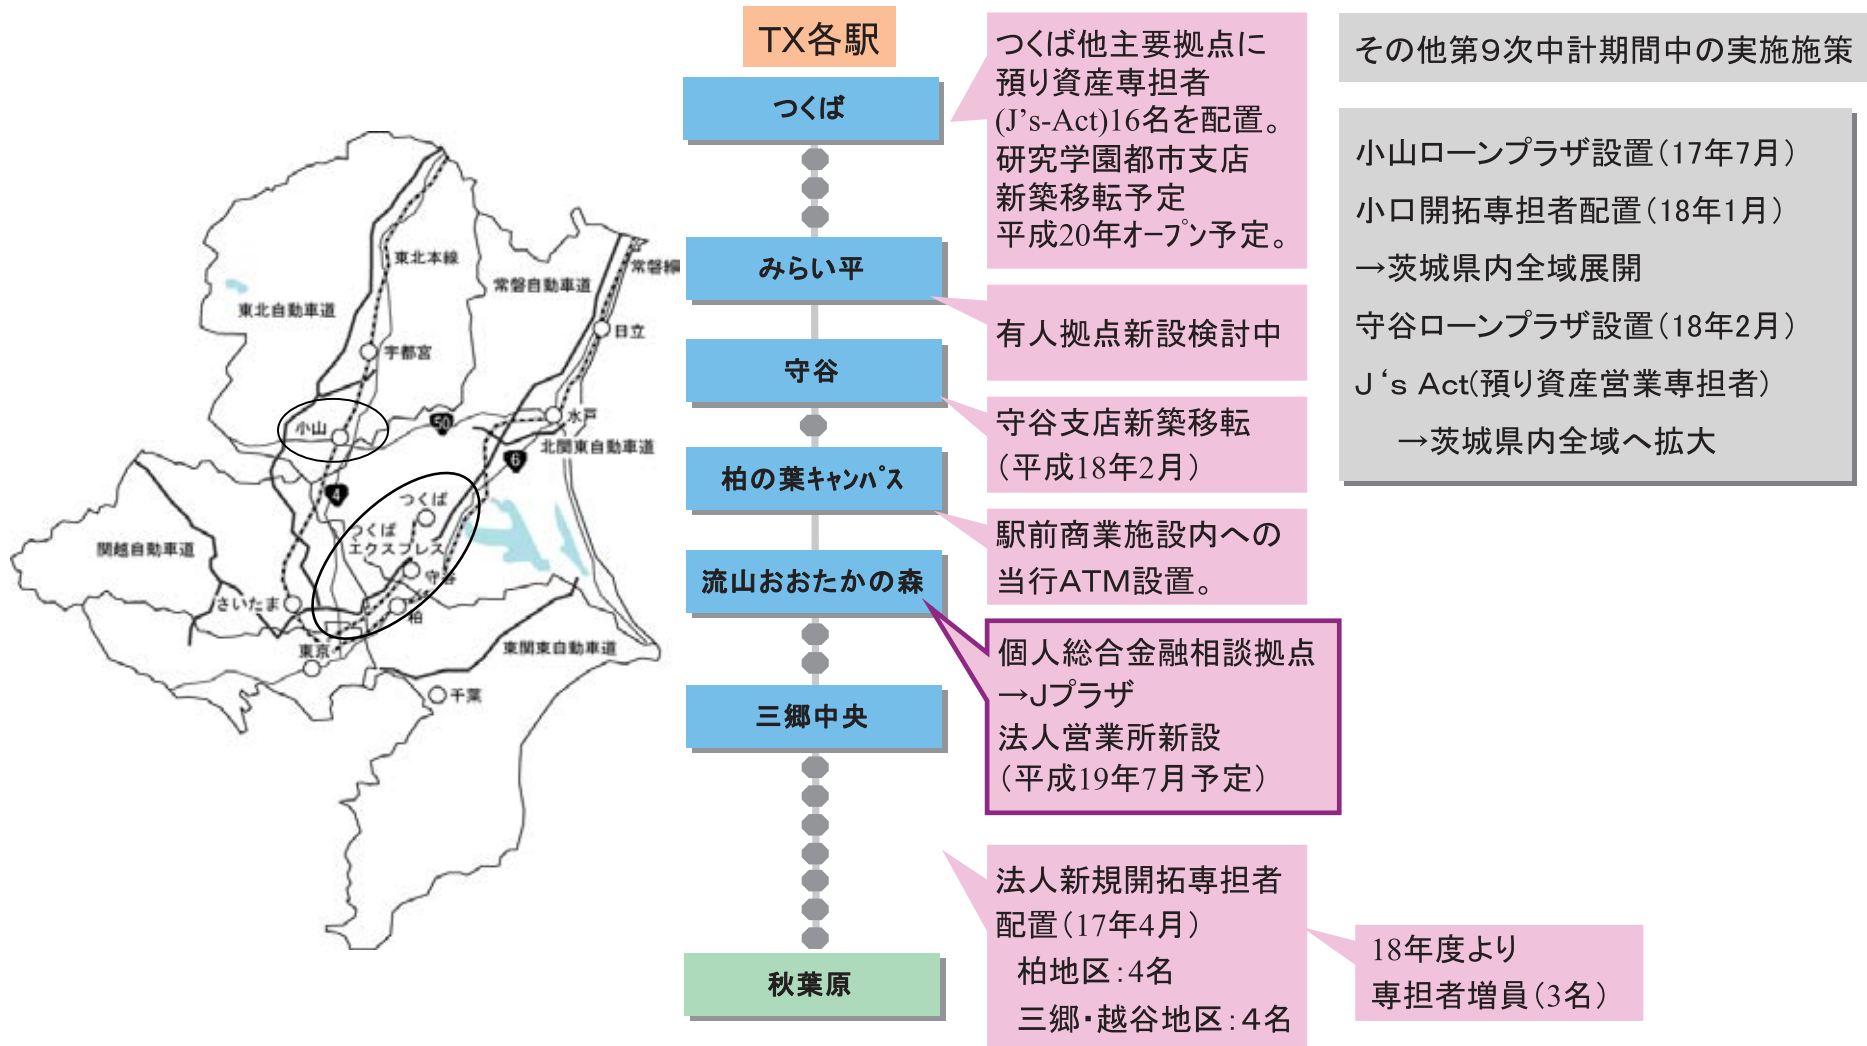 TX各駅
つくば
みらい平
守谷
柏の葉ｷｬﾝﾊﾟｽ
流山おおたかの森
三郷中央
秋葉原
つくば他主要拠点に
預り資産専担者
(J’s-Act)16名を配置。
研究学園都市支店
新築移転予定
平成20年ｵｰﾌﾟﾝ予定。
有人拠点新設検討中
守谷支店新築移転
（平成18年2月）
駅前商業施設内への
当行ATM設置。
個人総合金融相談拠点
→Jプラザ
法人営業所新設
（平成19年7月予定）
法人新規開拓専担者
配置（17年4月）
柏地区：4名
三郷・越谷地区：4名
18年度より
専担者増員（3名）
その他第９次中計期間中の実施施策
小山ローンプラザ設置（17年7月）
小口開拓専担者配置（18年1月）
→茨城県内全域展開
守谷ローンプラザ設置（18年2月）
J‘s Act(預り資産営業専担者)
→茨城県内全域へ拡大
東北本線
常磐線
常磐自動車道
東北自動車道
日立
宇都宮
小山
50
水戸
北関東自動車道
6
4
つくば
つくば
エクスプレス
関越自動車道
守谷
さいたま
柏
東京
東関東自動車道
千葉